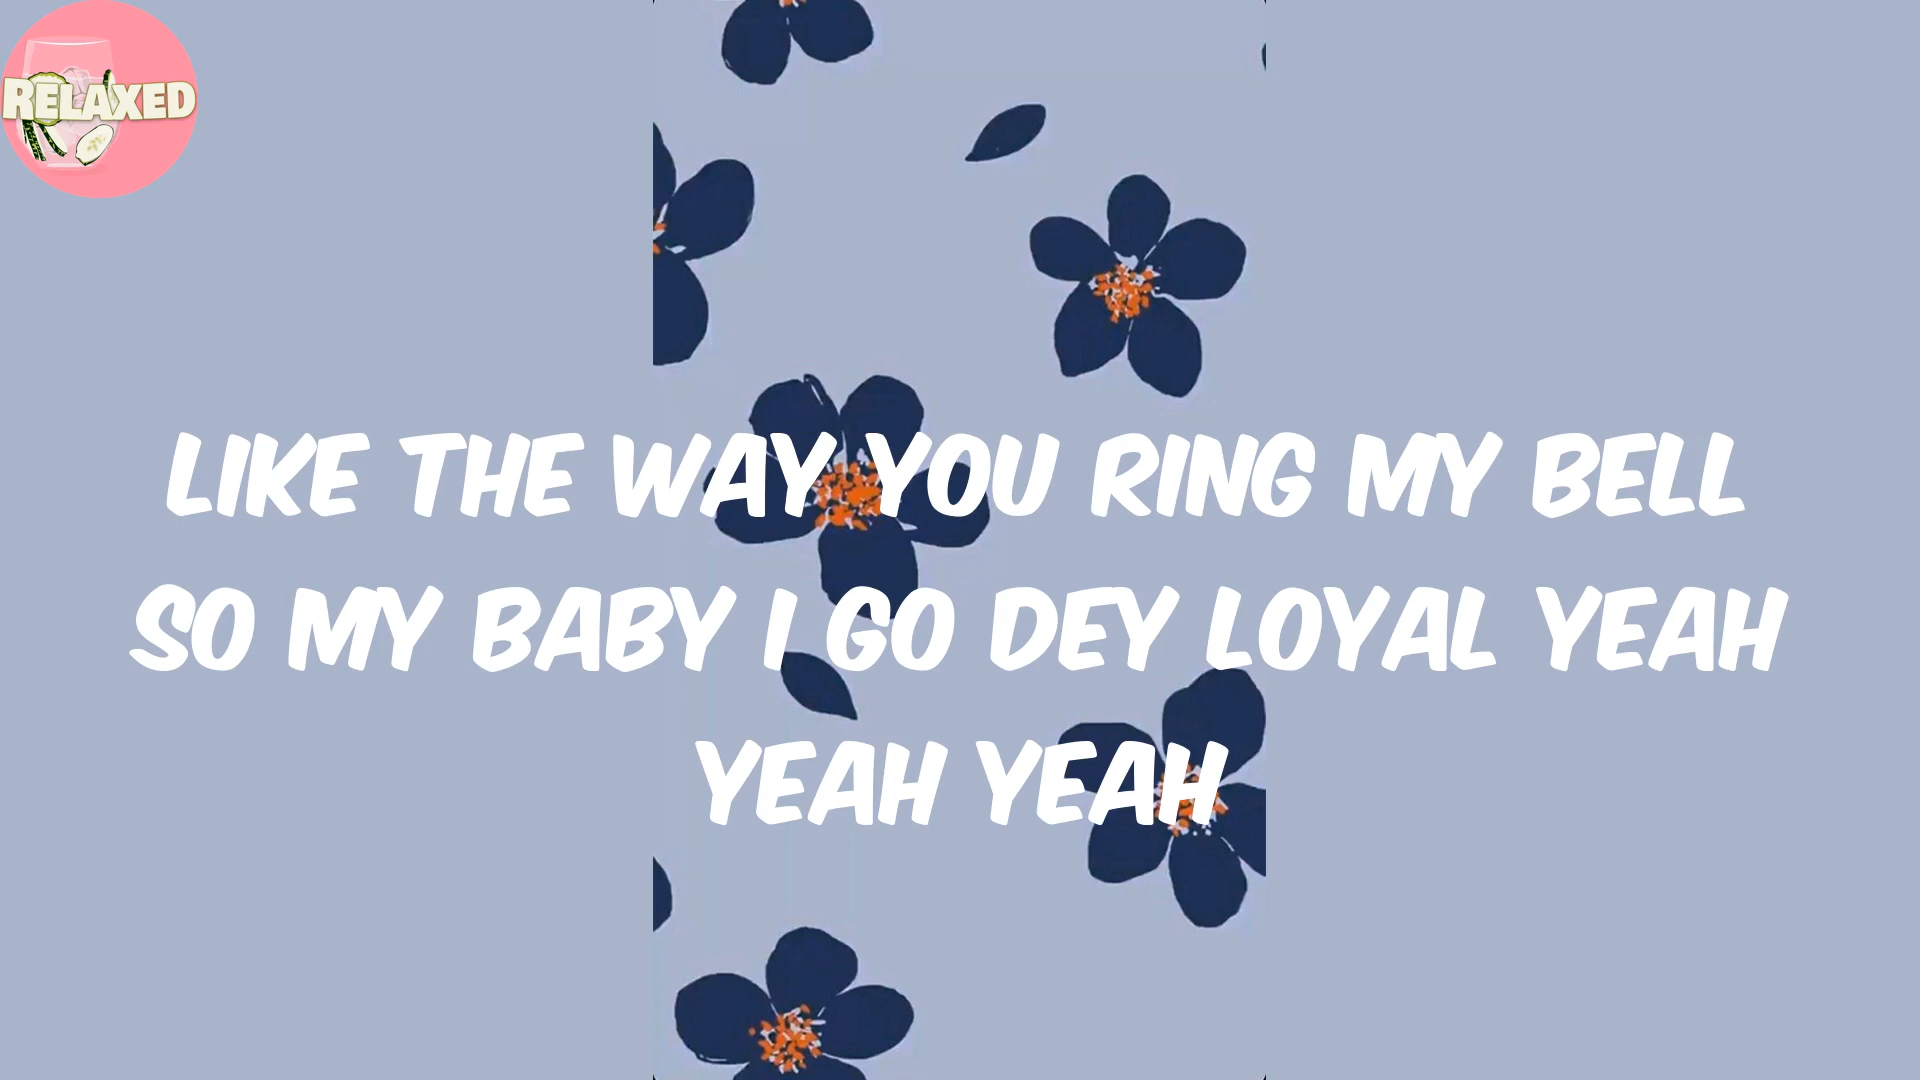 RELAXED
LIKE THE WAY YOU RING MY BELL
SO MY BABY I GO DEY LOYAL YEAH
YEAH YEAH